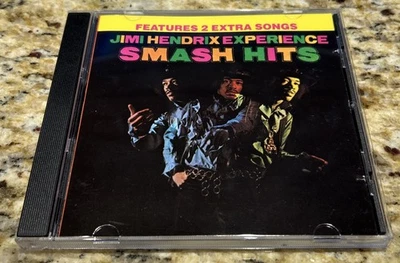 FEATURES 2 EXTRA SONGS
JIMI HENDRIX EXPERIENCE
SMASH HITS